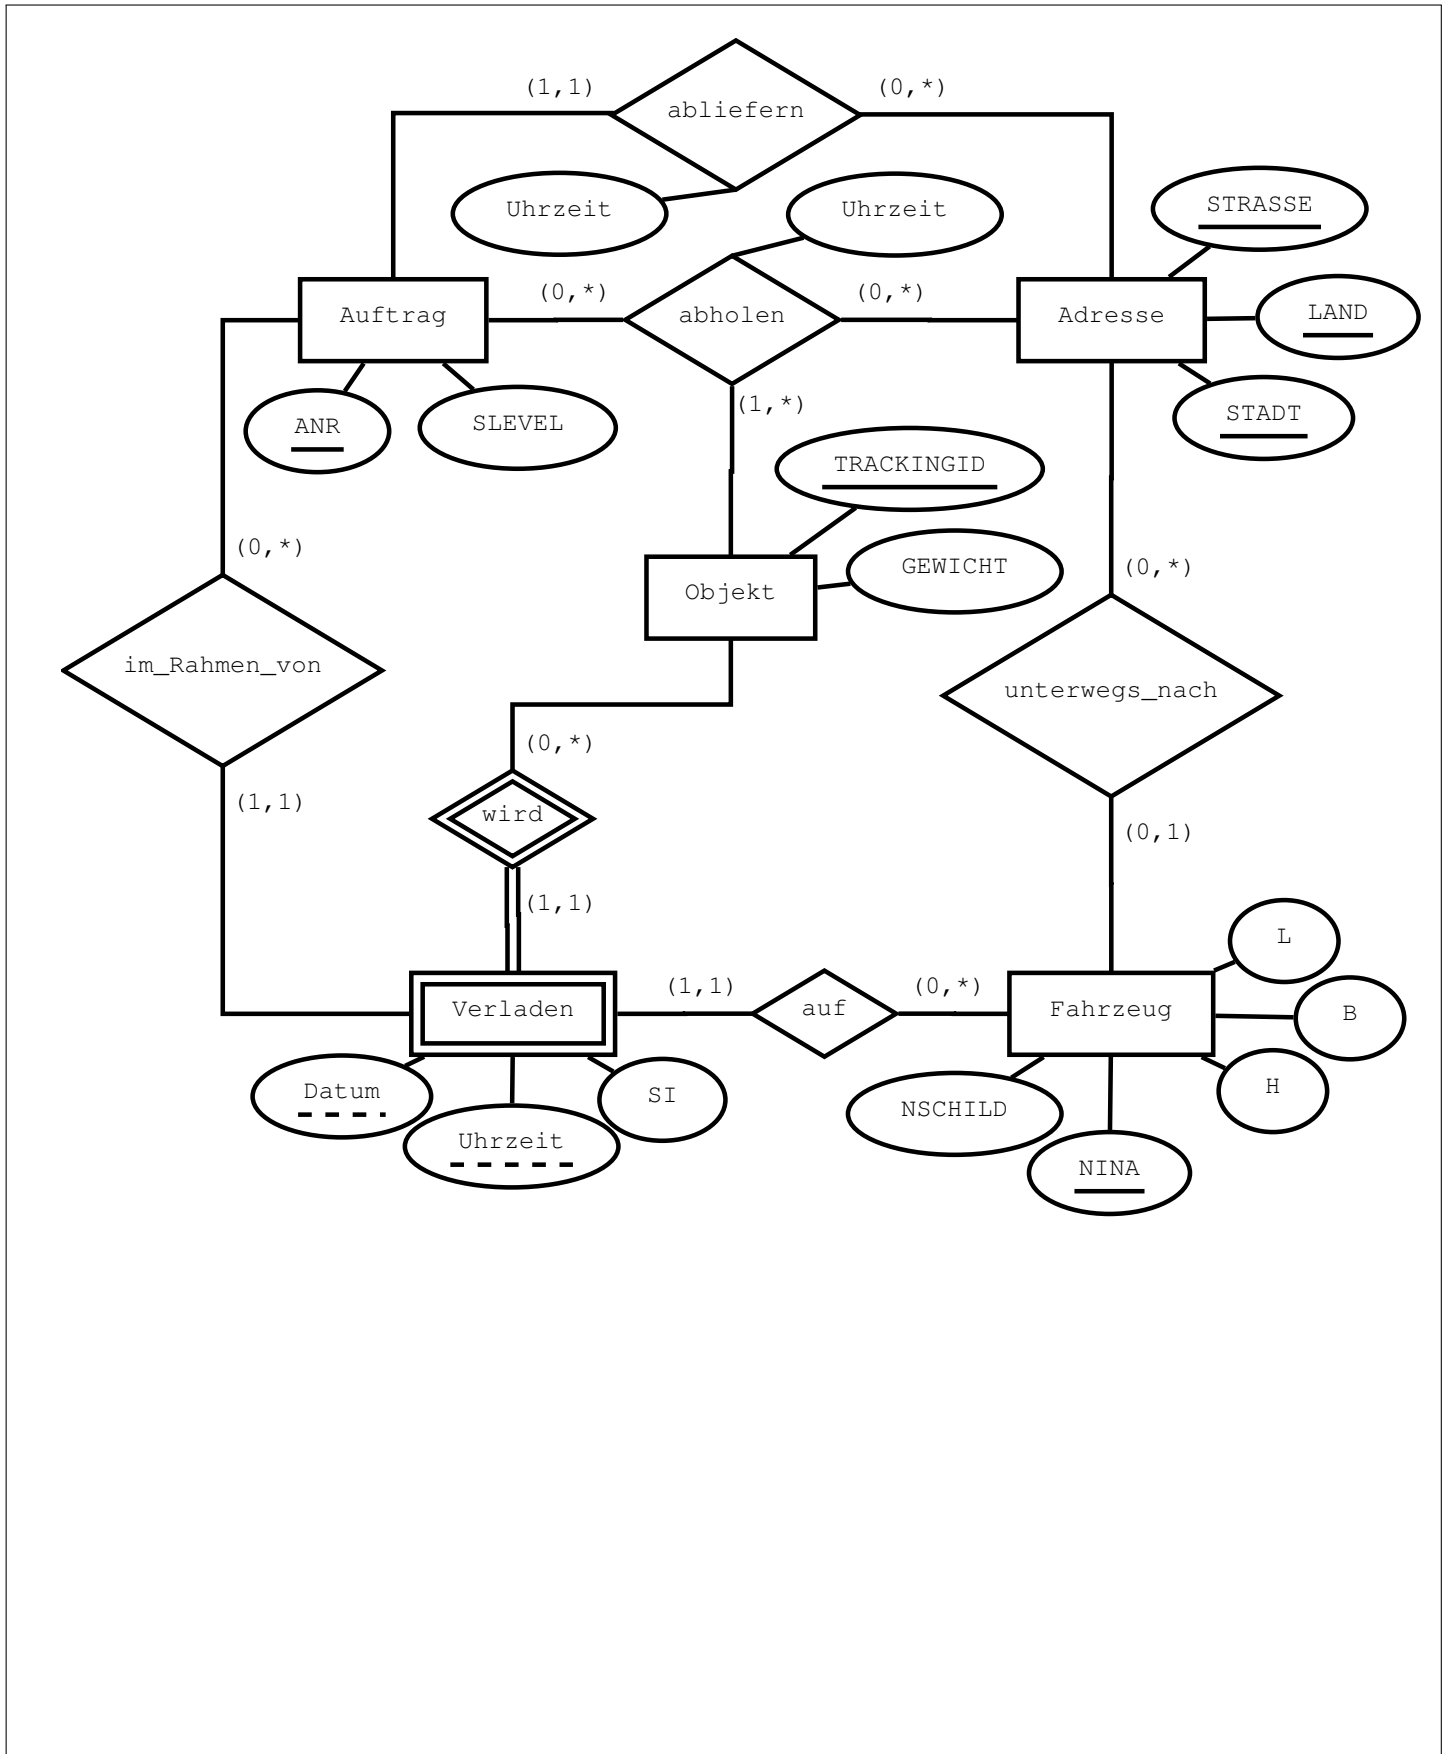 (1,1)
(0,*)
abliefern
Uhrzeit
Uhrzeit
STRASSE
(0,*)
(0,*)
Auftrag
abholen
Adresse
LAND
(1,*)
ANR
SLEVEL
STADT
TRACKINGID
(0,*)
GEWICHT
(0,*)
Objekt
im_Rahmen_von
unterwegs_nach
(0,*)
(1,1)
wird
(0,1)
(1,1)
L
(1,1)
(0,*)
Verladen
auf
Fahrzeug
B
Datum
SI
H
NSCHILD
Uhrzeit
NINA